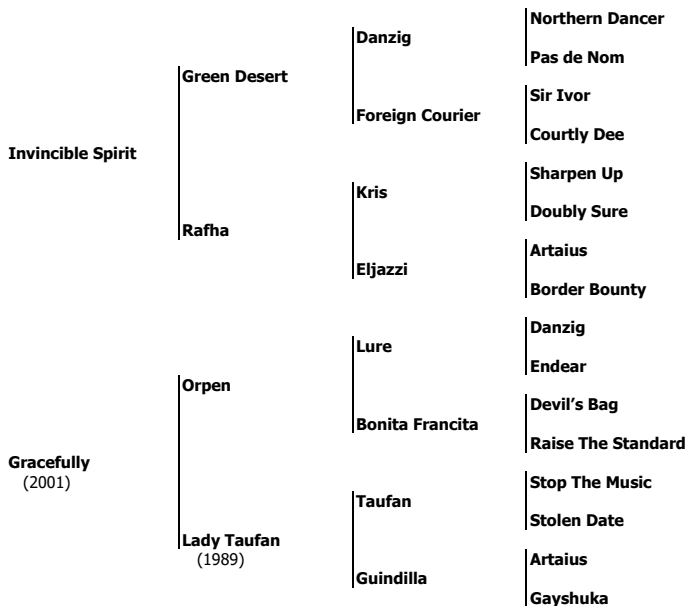 Northern Dancer
Danzig
Pas de Nom
Green Desert
Sir Ivor
Foreign Courier
Courtly Dee
Invincible Spirit
Sharpen Up
Kris
Doubly Sure
Rafha
Artaius
Eljazzi
Border Bounty
Danzig
Lure
Endear
Orpen
Devil’s Bag
Bonita Francita
Raise The Standard
Gracefully
(2001)
Stop The Music
Taufan
Stolen Date
Lady Taufan
(1989)
Artaius
Guindilla
Gayshuka